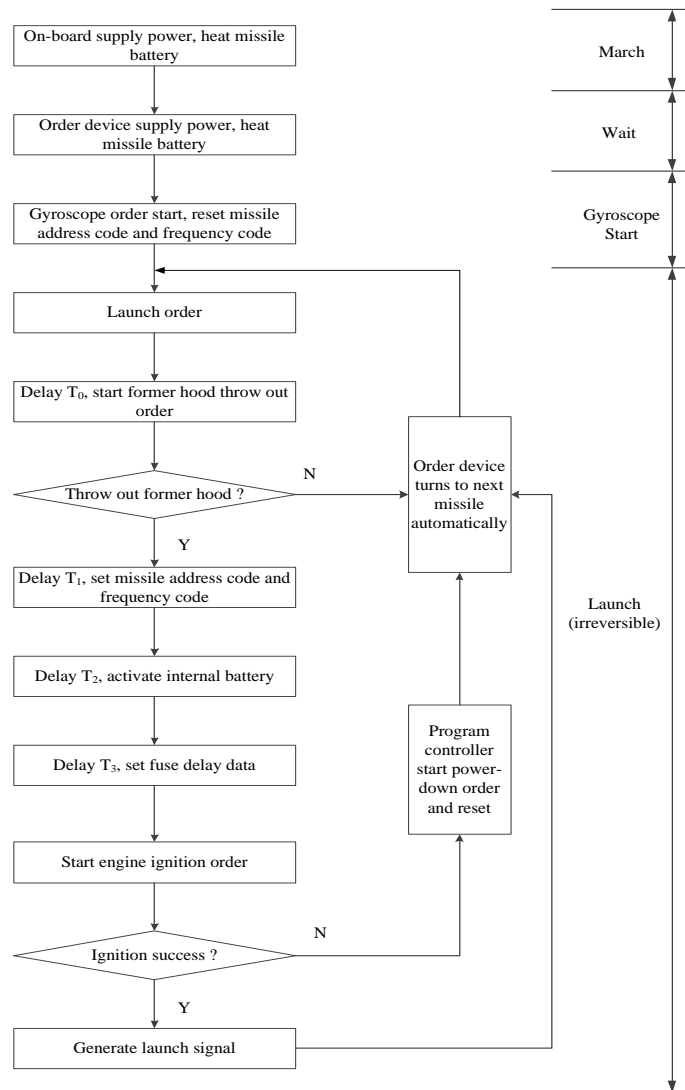 On-board supply power, heat missile
battery
March
Order device supply power, heat
missile battery
Wait
Gyroscope order start, reset missile
address code and frequency code
Gyroscope
Start
Launch order
Delay T₀, start former hood throw out
order
Throw out former hood ?
N
Y
Order device
turns to next
missile
automatically
Delay T₁, set missile address code and
frequency code
Launch
(irreversible)
Delay T₂, activate internal battery
Delay T₃, set fuse delay data
Program
controller
start power-
down order
and reset
Start engine ignition order
Ignition success ?
N
Y
Generate launch signal